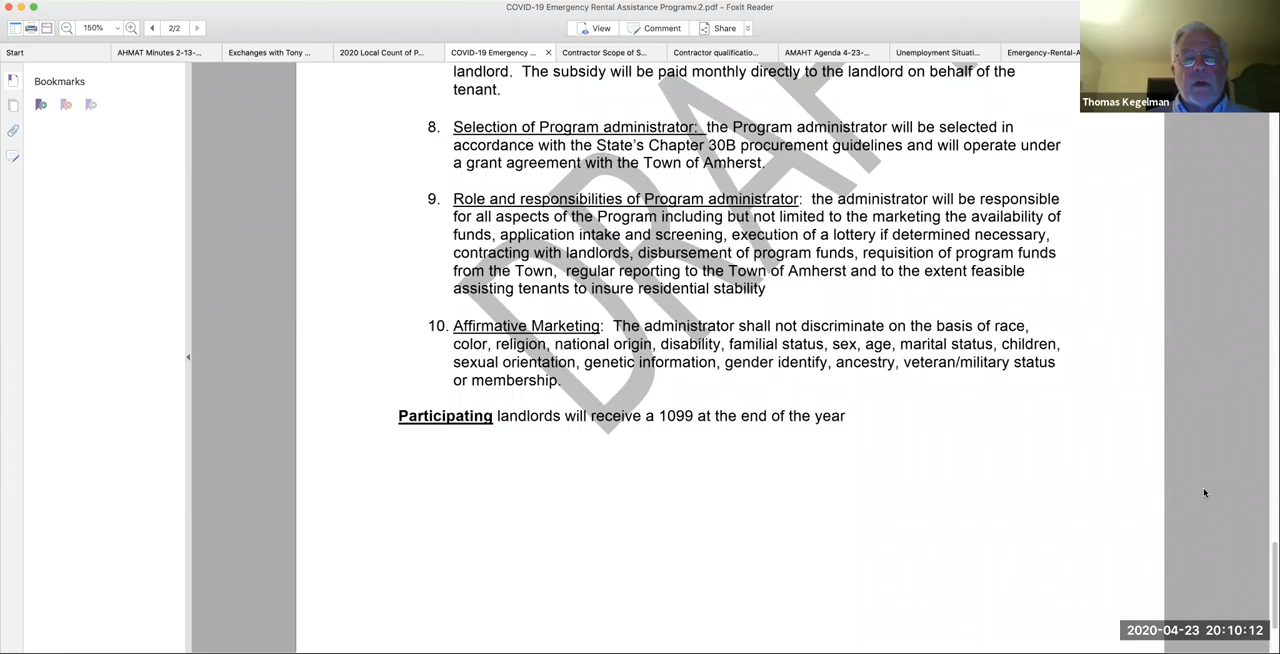 COVID-19 Emergency Rental Assistance Programv.2.pdf - Foxit Reader
150%
2/2
View
Comment
Share
Start
AHMAT Minutes 2-13-...
Exchanges with Tony ...
2020 Local Count of P...
COVID-19 Emergency ...
Contractor Scope of S...
Contractor qualificatio...
AMAHT Agenda 4-23-...
Unemployment Situati...
Emergency-Rental-A
Thomas Kegelman
Bookmarks
landlord. The subsidy will be paid monthly directly to the landlord on behalf of the
tenant.
8. Selection of Program administrator: the Program administrator will be selected in
accordance with the State's Chapter 30B procurement guidelines and will operate under
a grant agreement with the Town of Amherst.
9. Role and responsibilities of Program administrator: the administrator will be responsible
for all aspects of the Program including but not limited to the marketing the availability of
funds, application intake and screening, execution of a lottery if determined necessary,
contracting with landlords, disbursement of program funds, requisition of program funds
from the Town, regular reporting to the Town of Amherst and to the extent feasible
assisting tenants to insure residential stability
10. Affirmative Marketing: The administrator shall not discriminate on the basis of race,
color, religion, national origin, disability, familial status, sex, age, marital status, children,
sexual orientation, genetic information, gender identify, ancestry, veteran/military status
or membership.
Participating landlords will receive a 1099 at the end of the year
DRAF
2020-04-23 20:10:12